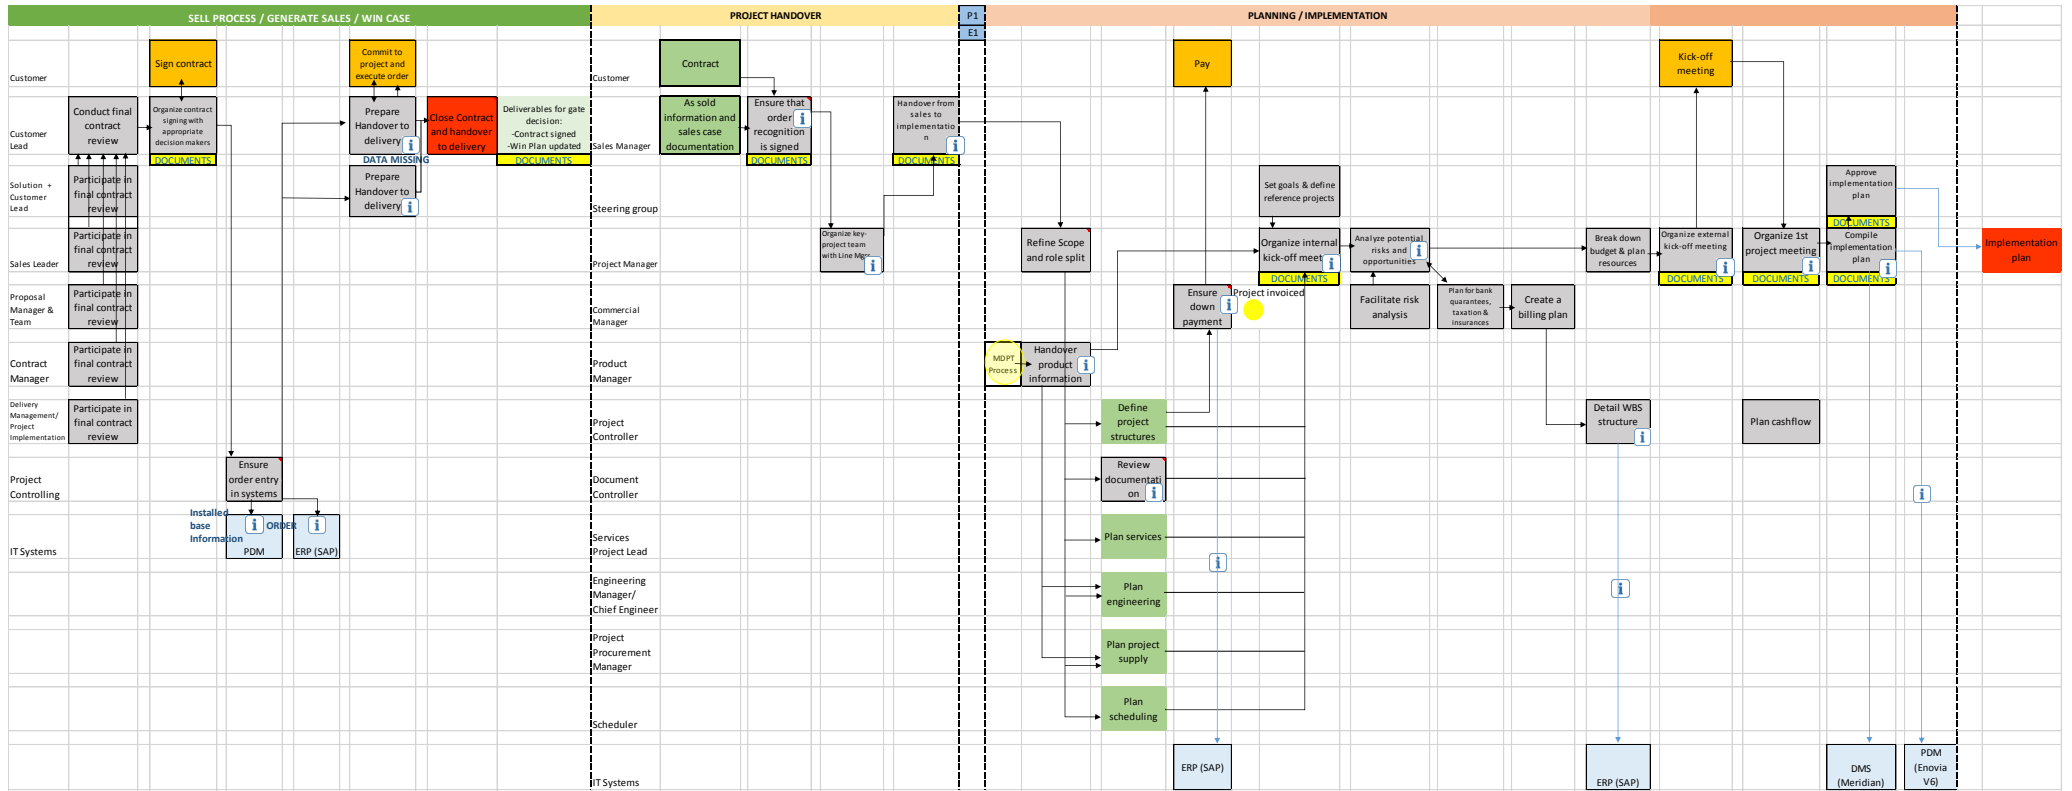 SELL PROCESS / GENERATE SALES / WIN CASE
PROJECT HANDOVER
P1
E1
PLANNING / IMPLEMENTATION
Customer
Sign contract
Commit to
project and
execute order
Customer
Contract
Pay
Kick-off
meeting
Customer
Lead
Conduct final
contract
review
Organize contract
signing with
appropriate
decision makers
DOCUMENTS
Prepare
Handover to
delivery
DATA MISSING
Close Contract
and handover
to delivery
Deliverables for gate
decision:
-Contract signed
-Win Plan updated
DOCUMENTS
Sales Manager
As sold
information and
sales case
documentation
Ensure that
order
recognition
is signed
DOCUMENTS
Handover from
sales to
implementatio
n
DOCUMENTS
Solution +
Customer
Lead
Participate in
final contract
review
Prepare
Handover to
delivery
Steering group
Set goals & define
reference projects
Approve
implementation
plan
DOCUMENTS
Sales Leader
Participate in
final contract
review
Project Manager
Organize key-
project team
with Line Mgrs
Refine Scope
and role split
Organize internal
kick-off meet
DOCUMENTS
Analyze potential
risks and
opportunities
Break down
budget & plan
resources
Organize external
kick-off meeting
DOCUMENTS
Organize 1st
project meeting
DOCUMENTS
Compile
implementation
plan
DOCUMENTS
Implementation
plan
Proposal
Manager &
Team
Participate in
final contract
review
Commercial
Manager
Ensure
down
payment
Project invoiced
Facilitate risk
analysis
Plan for bank
quarantees,
taxation &
insurances
Create a
billing plan
Contract
Manager
Participate in
final contract
review
Product
Manager
MDPT
Process
Handover
product
information
Delivery
Management/
Project
Implementation
Participate in
final contract
review
Project
Controller
Define
project
structures
Detail WBS
structure
Plan cashflow
Project
Controlling
Ensure
order entry
in systems
Document
Controller
Review
documentati
on
IT Systems
Installed
base
Information
PDM
ORDER
ERP (SAP)
Services
Project Lead
Plan services
Engineering
Manager/
Chief Engineer
Plan
engineering
Project
Procurement
Manager
Plan project
supply
Scheduler
Plan
scheduling
IT Systems
ERP (SAP)
ERP (SAP)
DMS
(Meridian)
PDM
(Enovia
V6)